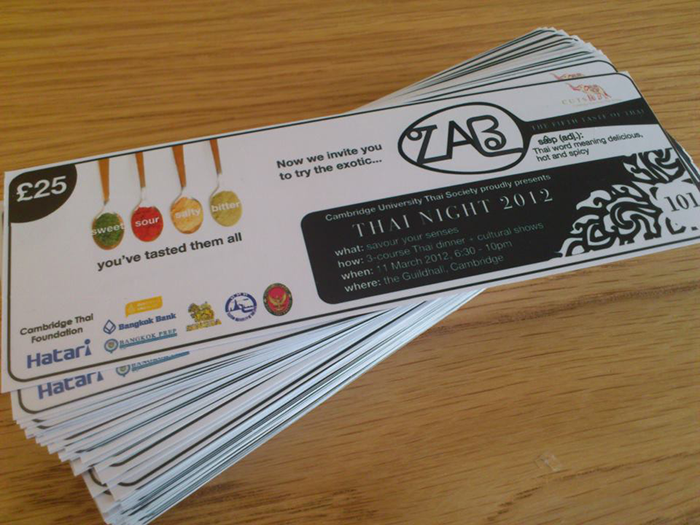 £25
sweet
sour
salty
bitter
you've tasted them all
Now we invite you
to try the exotic...
ZAB
THE FIFTH TASTE OF THAI
Thai word meaning delicious,
hot and spicy
Cambridge University Thai Society proudly presents
THAI NIGHT 2012
what: savour your senses
how: 3-course Thai dinner + cultural shows
when: 11 March 2012, 6:30 - 10pm
where: the Guildhall, Cambridge
101
Cambridge Thai
Foundation
Hatari
Bangkok Bank
BANGKOK PREP
SINGHA
Hatari